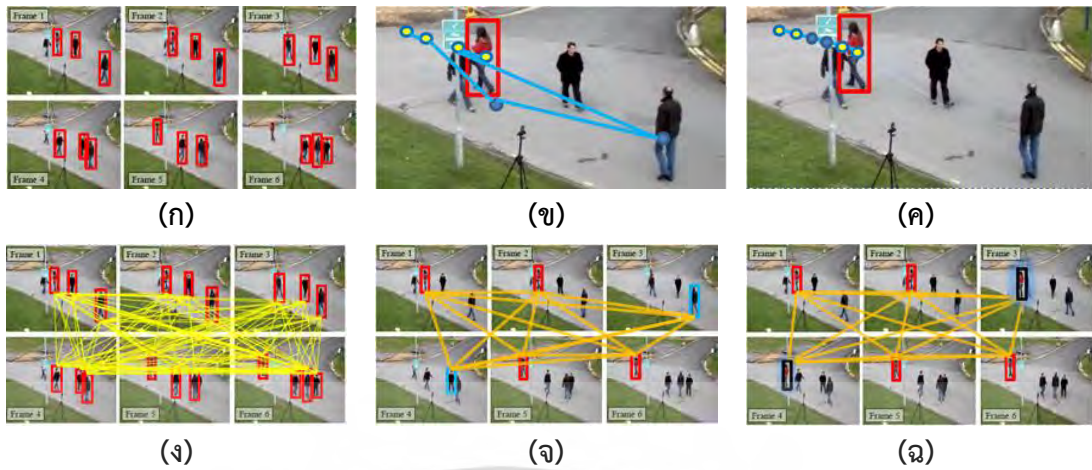 Frame 1 Frame 2 Frame 3
Frame 4 Frame 5 Frame 6
(ก) (ข) (ค)
Frame 1 Frame 2 Frame 3 Frame 1 Frame 2 Frame 3 Frame 1 Frame 2 Frame 3
Frame 4 Frame 5 Frame 6 Frame 4 Frame 5 Frame 6 Frame 4 Frame 5 Frame 6
(ง) (จ) (ฉ)